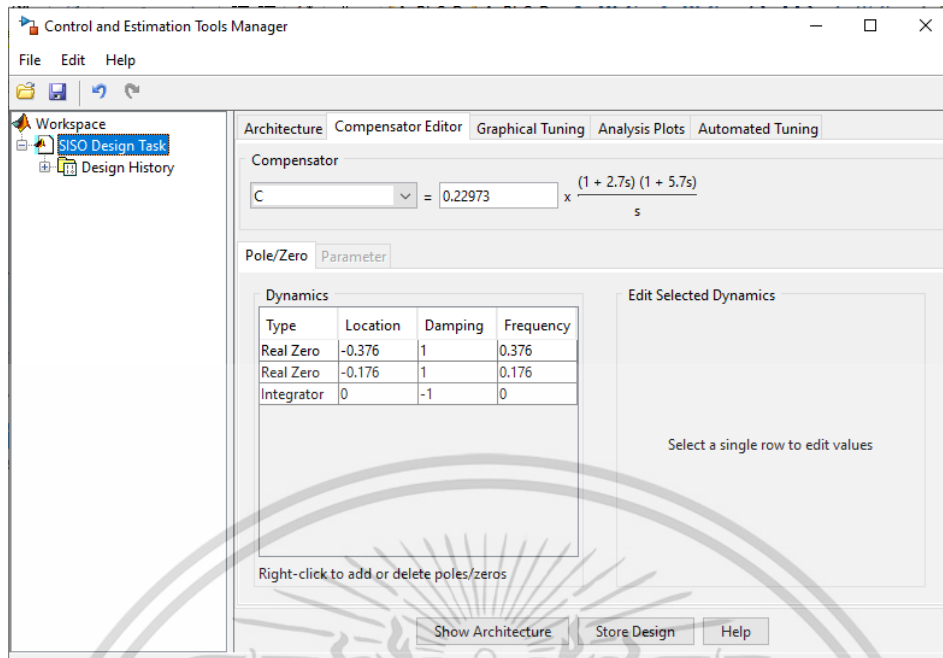 Control and Estimation Tools Manager
File Edit Help
Workspace
SISO Design Task
Design History
Architecture Compensator Editor Graphical Tuning Analysis Plots Automated Tuning
Compensator
C = 0.22973 x (1 + 2.7s) (1 + 5.7s)
s
Pole/Zero Parameter
Dynamics
Type Location Damping Frequency
Real Zero -0.376 1 0.376
Real Zero -0.176 1 0.176
Integrator 0 -1 0
Right-click to add or delete poles/zeros
Edit Selected Dynamics
Select a single row to edit values
Show Architecture Store Design Help